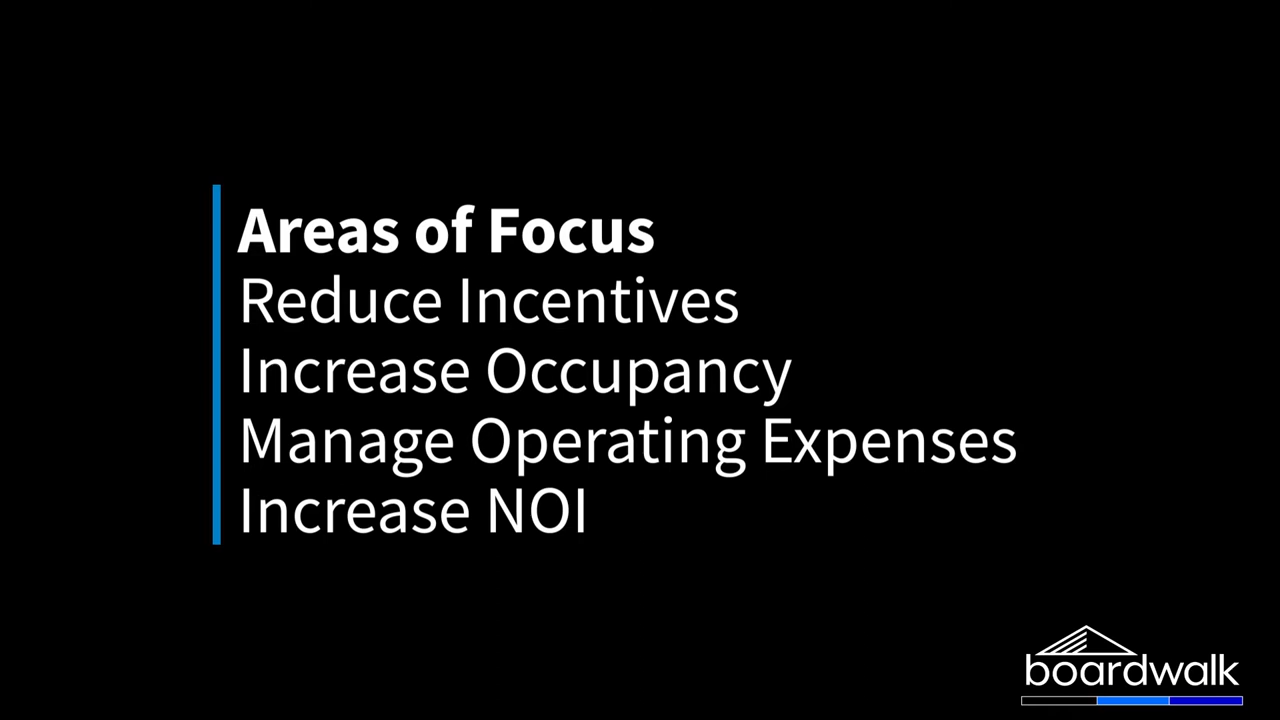 Areas of Focus
Reduce Incentives
Increase Occupancy
Manage Operating Expenses
Increase NOI
boardwalk